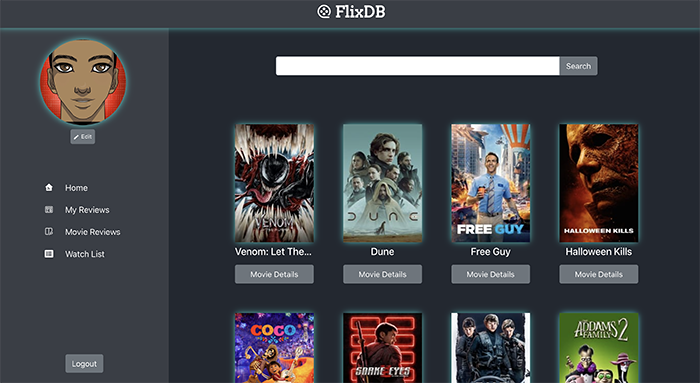 FlixDB
Search
Edit
Home
My Reviews
Movie Reviews
Watch List
Logout
VENOM
DUNE
FREE GUY
HALLOWEEN KILLS
Venom: Let The...
Dune
Free Guy
Halloween Kills
Movie Details
Movie Details
Movie Details
Movie Details
COCO
SNAKE EYES
THE ADDAMS FAMILY 2